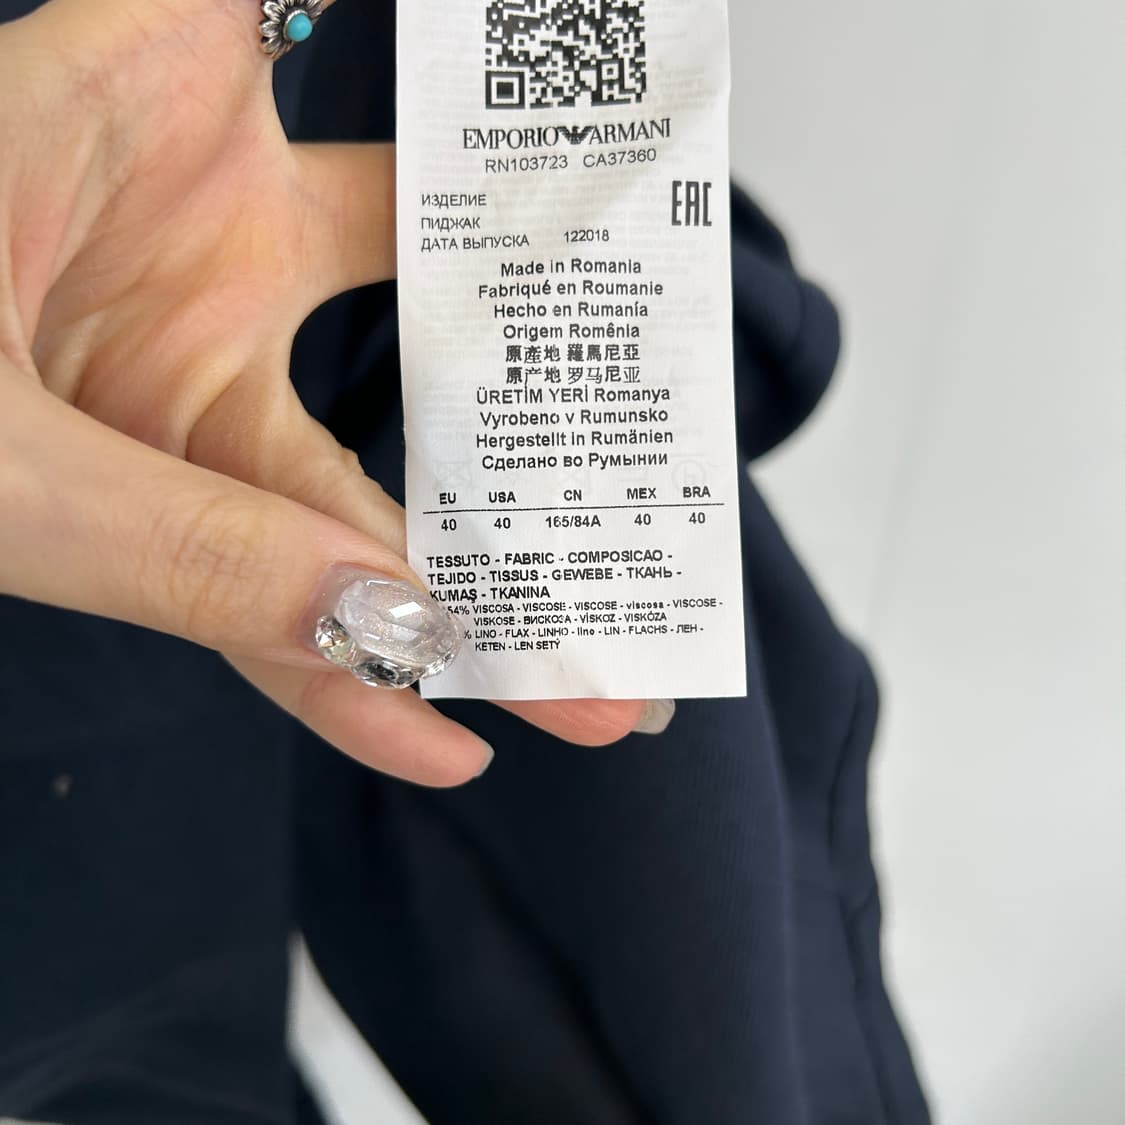 EMPORIO ARMANI
RN103723 CA37360
EAC
ИЗДЕЛИЕ
ПИДЖАК
ДАТА ВЫПУСКА 122018
Made in Romania
Fabriqué en Roumanie
Hecho en Rumanía
Origem Romênia
原產地 羅馬尼亞
原产地 罗马尼亚
ÜRETİM YERİ Romanya
Vyrobeno v Rumunsko
Hergestellt in Rumänien
Сделано во Румынии
EU USA CN MEX BRA
40 40 165/84A 40 40
TESSUTO - FABRIC - COMPOSICAO -
TEJIDO - TISSUS - GEWEBE - ТКАНЬ -
KUMAŞ - TKANINA
54% VISCOSA - VISCOSE - VISCOSE - viscosa - VISCOSE -
VISKOSE - ВИСКОЗА - VİSKOZ - VISKÓZA
% LINO - FLAX - LINHO - lino - LIN - FLACHS - ЛЕН -
KETEN - LEN SETÝ